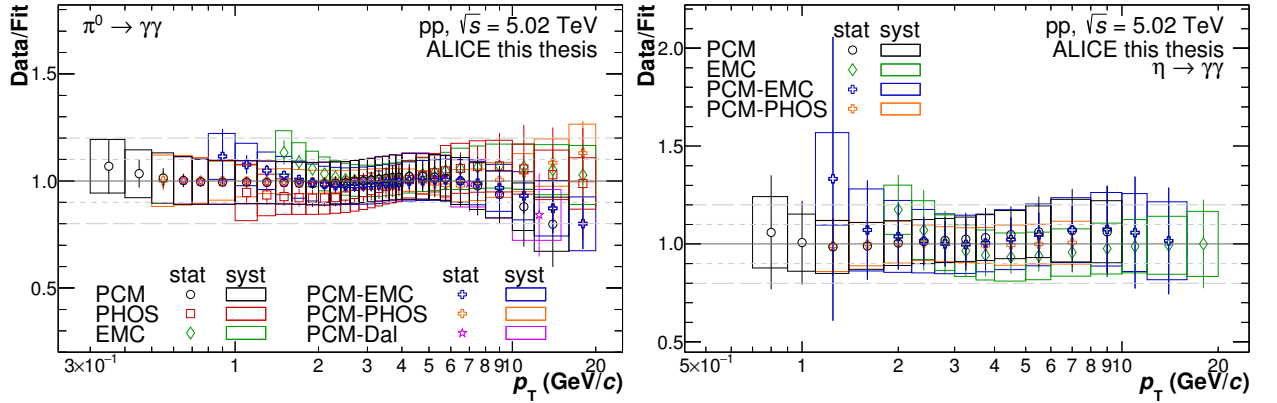 π⁰ → γγ
pp, √s = 5.02 TeV
ALICE this thesis
Data/Fit
1.5
1.0
0.5
stat syst
stat syst
PCM
PCM-EMC
PHOS
PCM-PHOS
EMC
PCM-Dal
3×10⁻¹ 1 2 3 4 5 6 7 8 910 20
p_T (GeV/c)
Data/Fit
2.0
1.5
1.0
0.5
stat syst
PCM
EMC
PCM-EMC
PCM-PHOS
pp, √s = 5.02 TeV
ALICE this thesis
η → γγ
5×10⁻¹ 1 2 3 4 5 6 7 8 910 20
p_T (GeV/c)